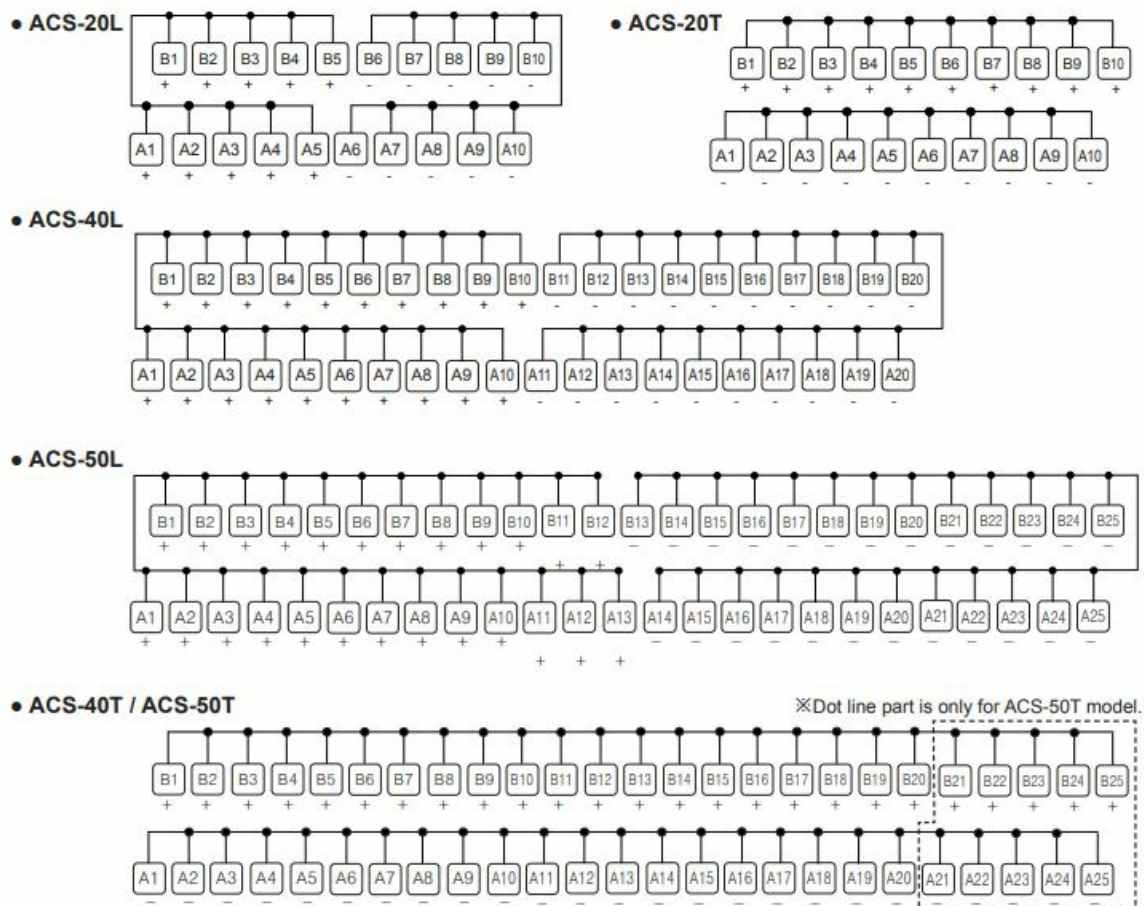 ● ACS-20L
B1 B2 B3 B4 B5 B6 B7 B8 B9 B10
+ + + + + - - - - -
A1 A2 A3 A4 A5 A6 A7 A8 A9 A10
+ + + + + - - - - -
● ACS-20T
B1 B2 B3 B4 B5 B6 B7 B8 B9 B10
+ + + + + + + + + +
A1 A2 A3 A4 A5 A6 A7 A8 A9 A10
- - - - - - - - - -
● ACS-40L
B1 B2 B3 B4 B5 B6 B7 B8 B9 B10 B11 B12 B13 B14 B15 B16 B17 B18 B19 B20
+ + + + + + + + + + - - - - - - - - - -
A1 A2 A3 A4 A5 A6 A7 A8 A9 A10 A11 A12 A13 A14 A15 A16 A17 A18 A19 A20
+ + + + + + + + + + - - - - - - - - - -
● ACS-50L
B1 B2 B3 B4 B5 B6 B7 B8 B9 B10 B11 B12 B13 B14 B15 B16 B17 B18 B19 B20 B21 B22 B23 B24 B25
+ + + + + + + + + + + + − − − − − − − − − − − − −
A1 A2 A3 A4 A5 A6 A7 A8 A9 A10 A11 A12 A13 A14 A15 A16 A17 A18 A19 A20 A21 A22 A23 A24 A25
+ + + + + + + + + + + + + − − − − − − − − − − − −
● ACS-40T / ACS-50T
※Dot line part is only for ACS-50T model.
B1 B2 B3 B4 B5 B6 B7 B8 B9 B10 B11 B12 B13 B14 B15 B16 B17 B18 B19 B20 B21 B22 B23 B24 B25
+ + + + + + + + + + + + + + + + + + + + + + + + +
A1 A2 A3 A4 A5 A6 A7 A8 A9 A10 A11 A12 A13 A14 A15 A16 A17 A18 A19 A20 A21 A22 A23 A24 A25
− − − − − − − − − − − − − − − − − − − − − − − − −